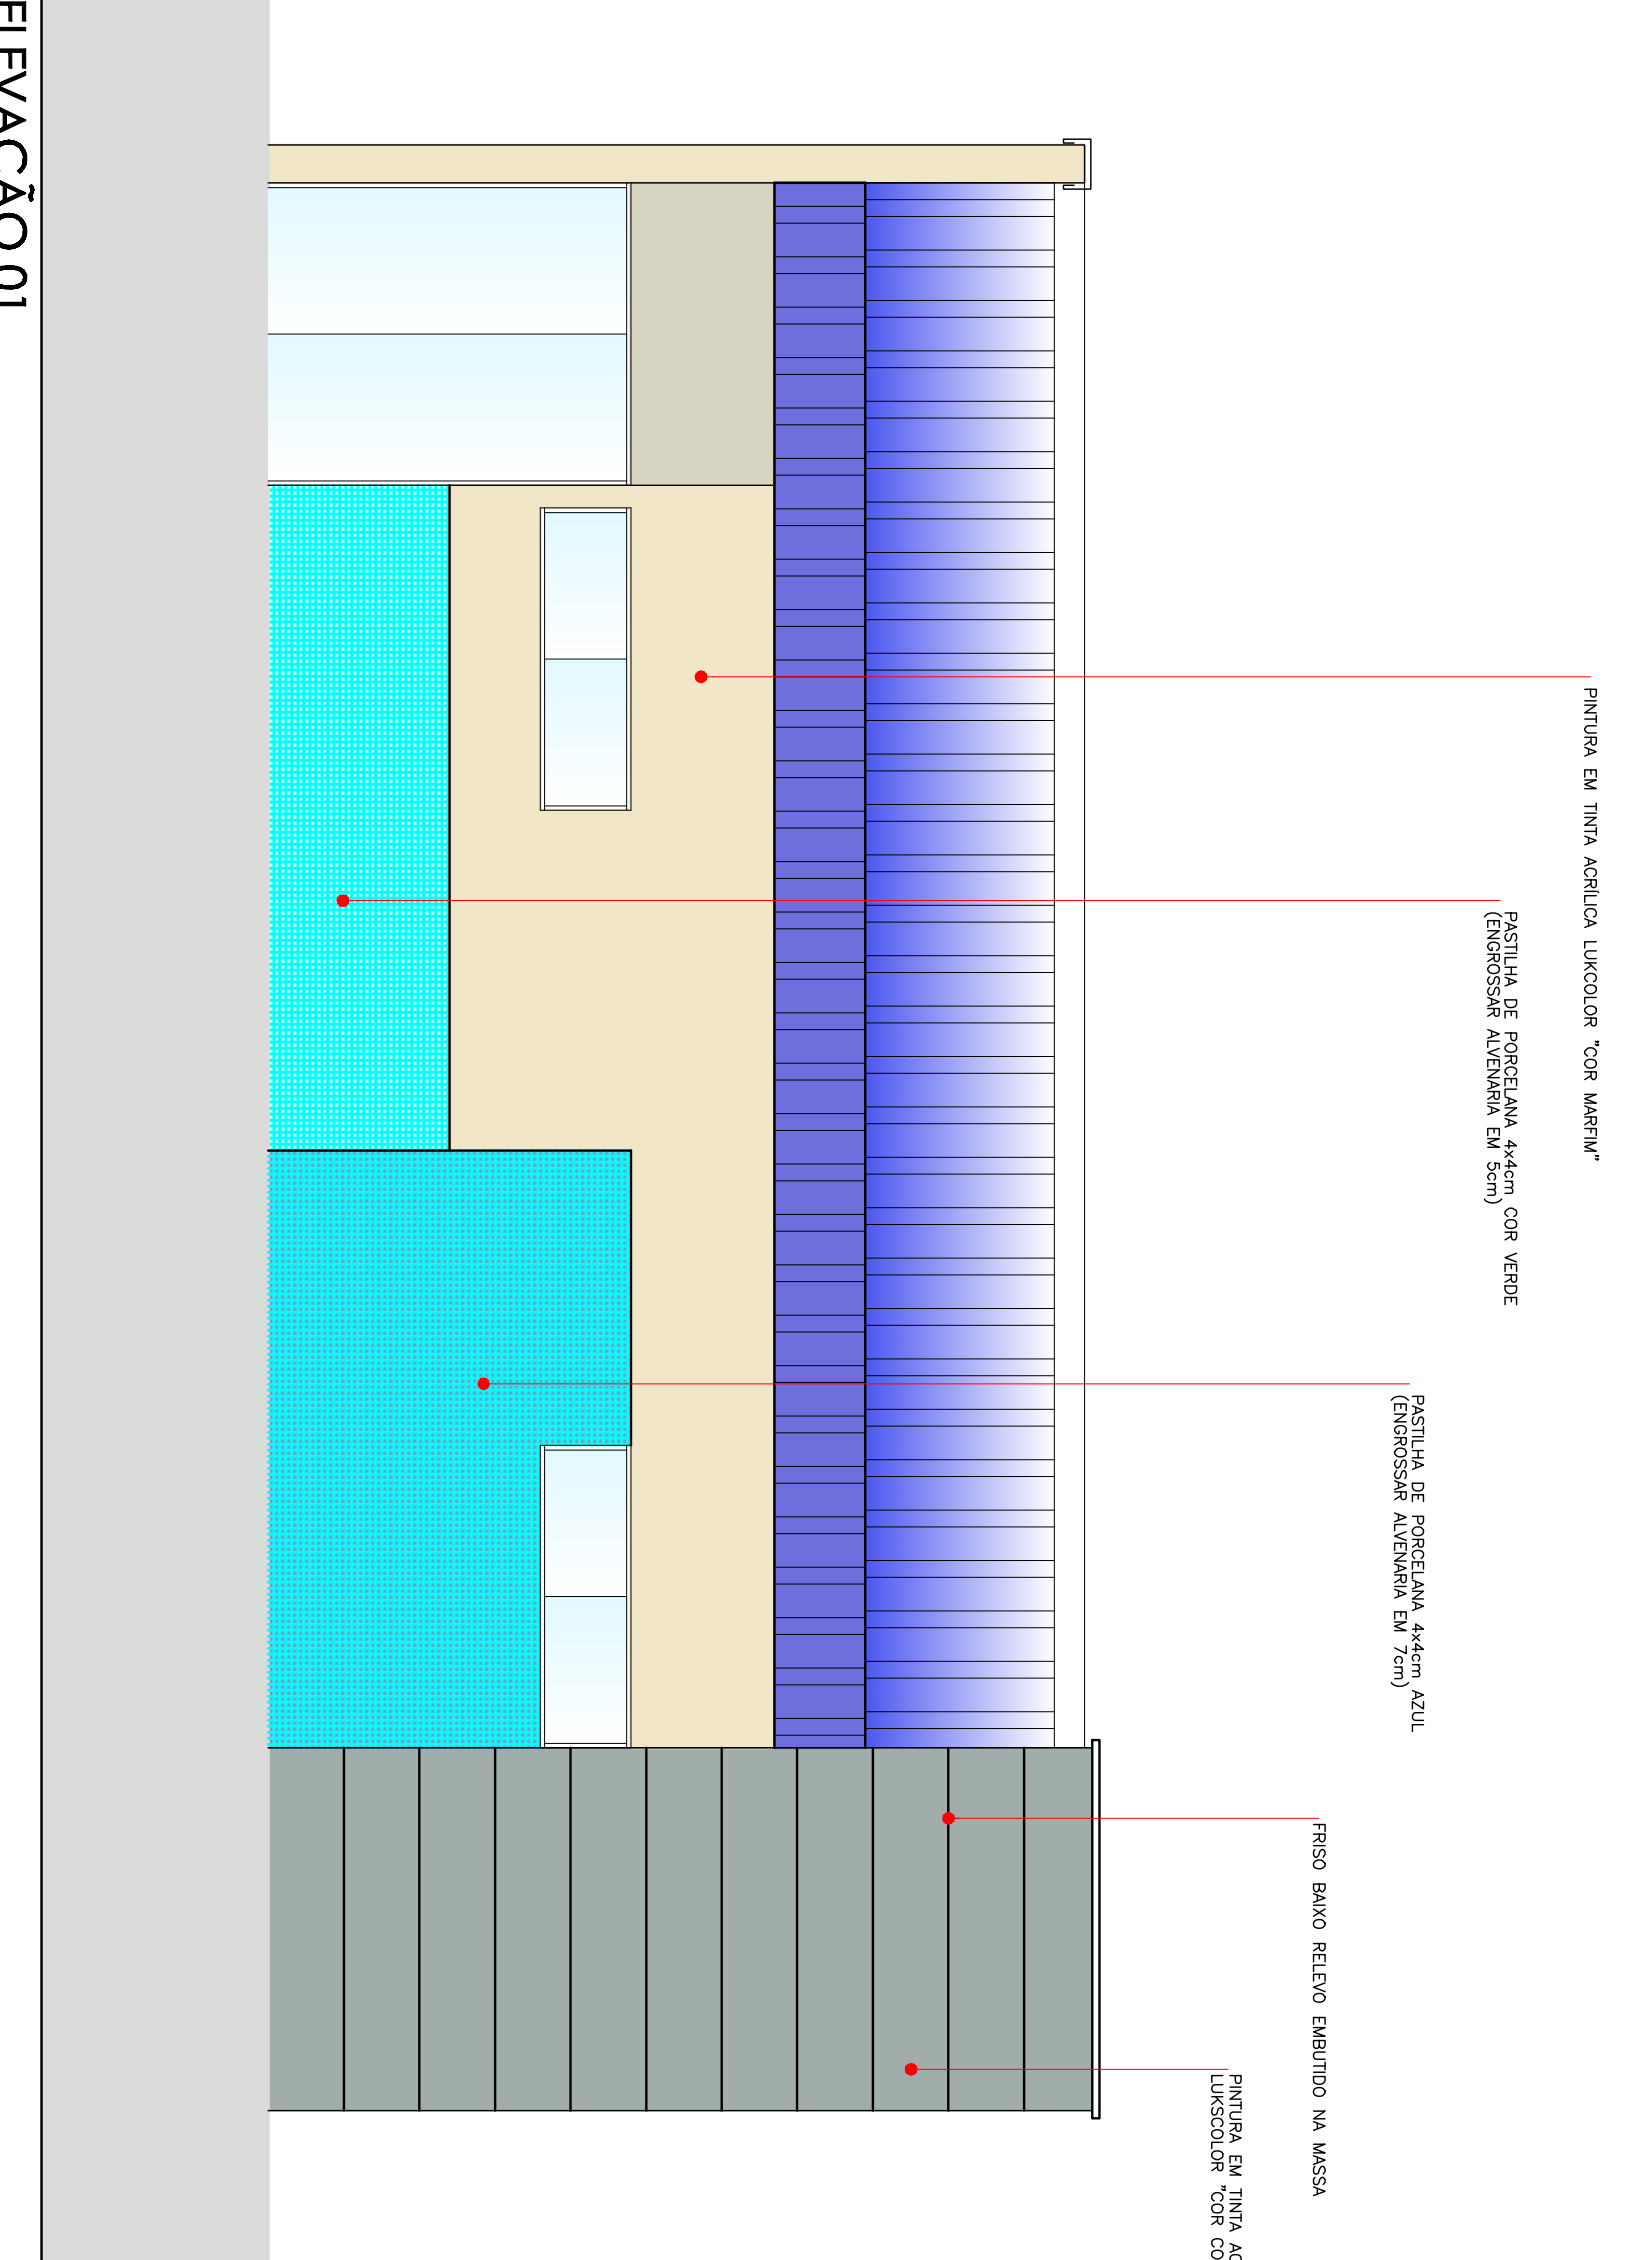 PINTURA EM TINTA ACRÍLICA LUKCOLOR "COR MARFIM"
PASTILHA DE PORCELANA 4x4cm COR VERDE
(ENGROSSAR ALVENARIA EM 5cm)
PASTILHA DE PORCELANA 4x4cm AZUL
(ENGROSSAR ALVENARIA EM 7cm)
FRISO BAIXO RELEVO EMBUTIDO NA MASSA
PINTURA EM TINTA
LUKSCOLOR "COR
ELEVAÇÃO 01